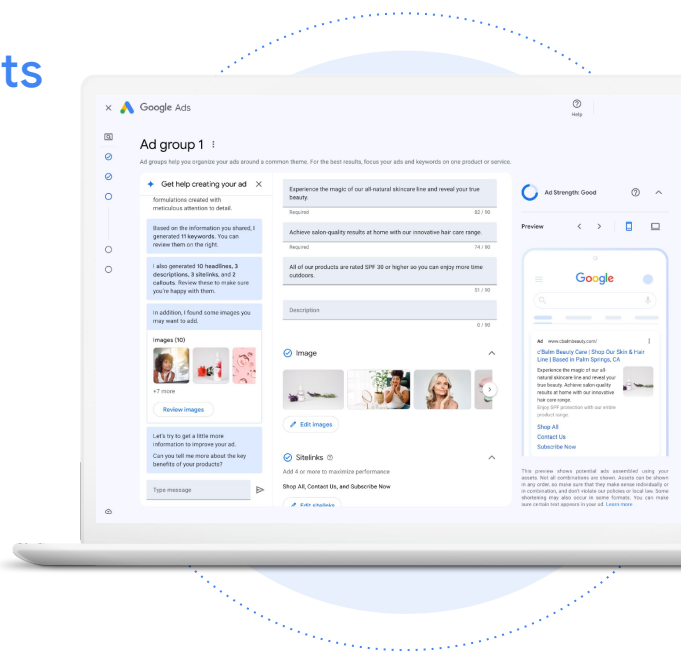 ts
Google Ads
Help
Ad group 1
Ad groups help you organize your ads around a common theme. For the best results, focus your ads and keywords on one product or service.
Get help creating your ad
formulations created with
meticulous attention to detail.
Based on the information you shared, I
generated 11 keywords. You can
review them on the right.
I also generated 10 headlines, 3
descriptions, 3 sitelinks, and 2
callouts. Review these to make sure
you're happy with them.
In addition, I found some images you
may want to add.
Images (10)
+7 more
Review images
Let's try to get a little more
information to improve your ad.
Can you tell me more about the key
benefits of your products?
Type message
Experience the magic of our all-natural skincare line and reveal your true
beauty.
Required
82 / 90
Achieve salon-quality results at home with our innovative hair care range.
Required
74 / 90
All of our products are rated SPF 30 or higher so you can enjoy more time
outdoors.
51 / 90
Description
0 / 90
Image
Edit images
Sitelinks
Add 4 or more to maximize performance
Shop All, Contact Us, and Subscribe Now
Edit sitelinks
Ad Strength: Good
Preview
Google
Ad www.cbalmbeauty.com/
c'Balm Beauty Care | Shop Our Skin & Hair
Line | Based in Palm Springs, CA
Experience the magic of our all-
natural skincare line and reveal your
true beauty. Achieve salon-quality
results at home with our innovative
hair care range.
Enjoy SPF protection with our entire
product range.
Shop All
Contact Us
Subscribe Now
This preview shows potential ads assembled using your
assets. Not all combinations are shown. Assets can be shown
in any order, so make sure that they make sense individually or
in combination, and don't violate our policies or local law. Some
shortening may also occur in some formats. You can make
sure certain text appears in your ad. Learn more